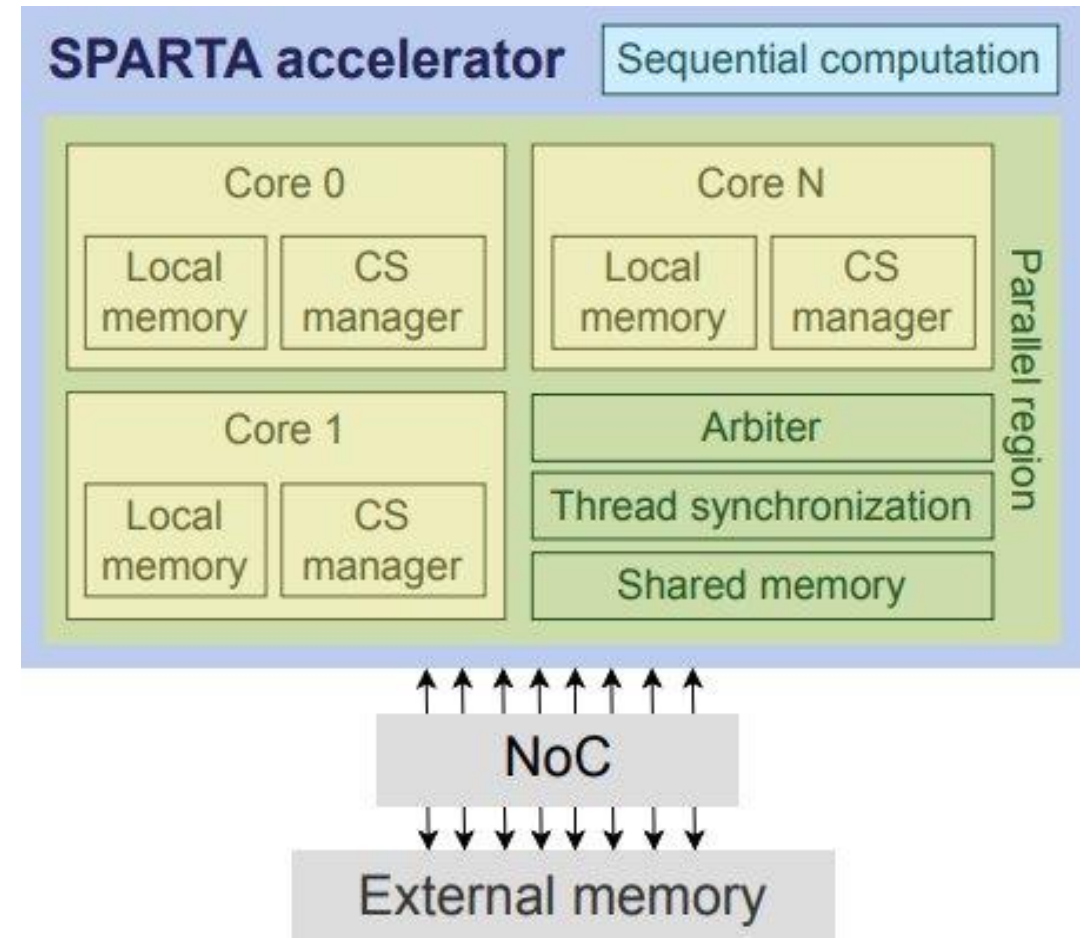 SPARTA accelerator
Sequential computation
Core 0
Local
memory
CS
manager
Core N
Local
memory
CS
manager
Core 1
Local
memory
CS
manager
Arbiter
Thread synchronization
Shared memory
Parallel region
NoC
External memory